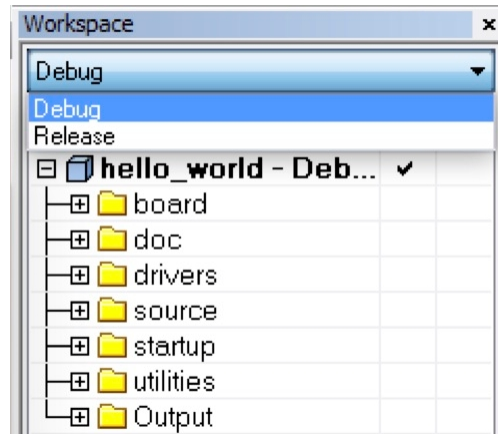 Workspace
Debug
Debug
Release
hello_world - Deb...
board
doc
drivers
source
startup
utilities
Output